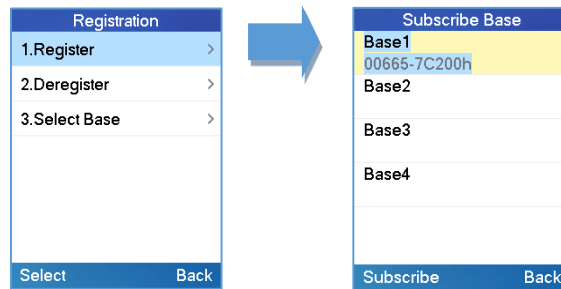 Registration
1.Register
2.Deregister
3.Select Base
Select Back
Subscribe Base
Base1
00665-7C200h
Base2
Base3
Base4
Subscribe Back